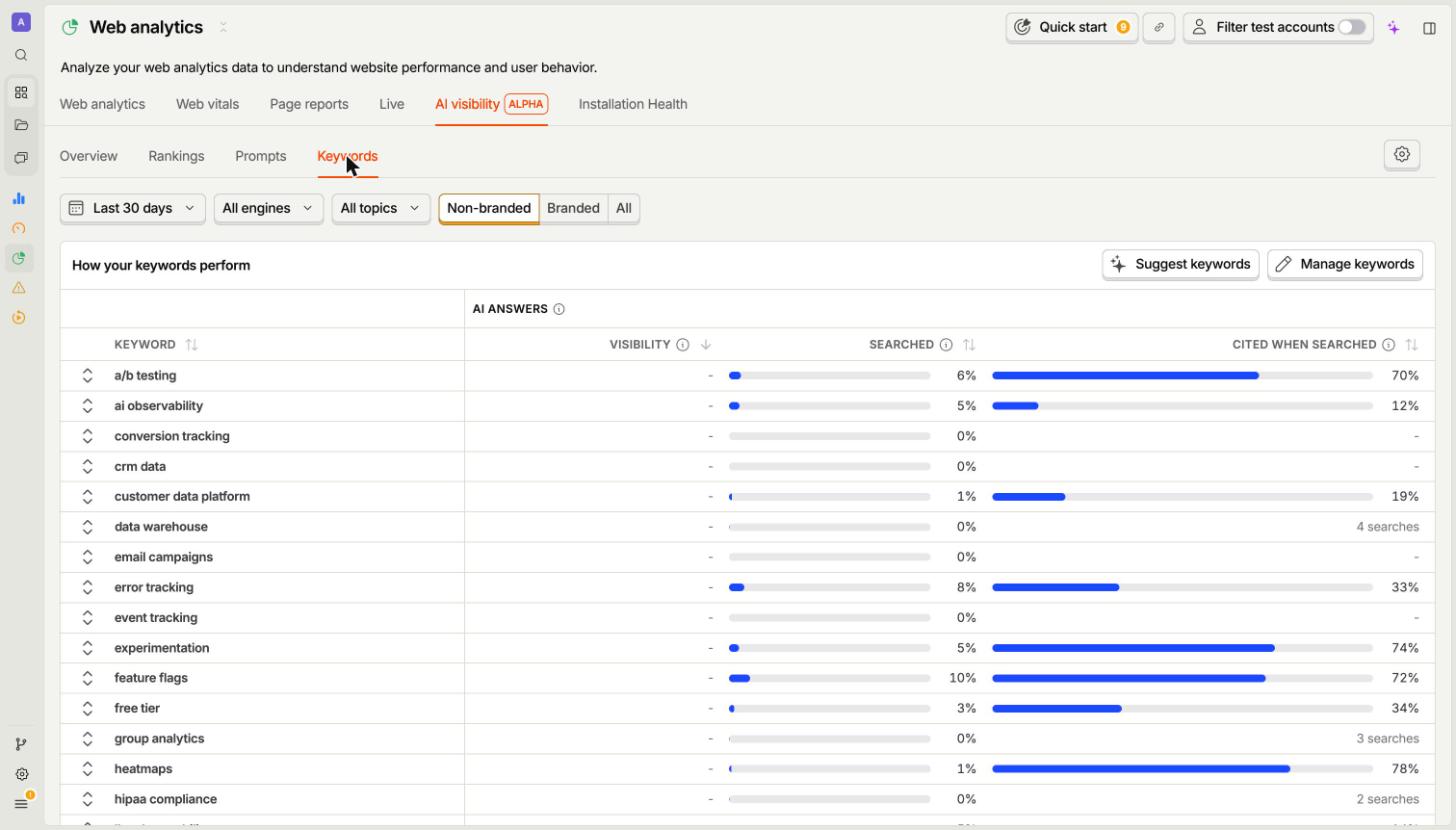 A
Web analytics
Quick start 9
Filter test accounts
Analyze your web analytics data to understand website performance and user behavior.
Web analytics Web vitals Page reports Live AI visibility ALPHA Installation Health
Overview Rankings Prompts Keywords
Last 30 days All engines All topics Non-branded Branded All
How your keywords perform Suggest keywords Manage keywords
AI ANSWERS
KEYWORD VISIBILITY SEARCHED CITED WHEN SEARCHED
a/b testing - 6% 70%
ai observability - 5% 12%
conversion tracking - 0% -
crm data - 0% -
customer data platform - 1% 19%
data warehouse - 0% 4 searches
email campaigns - 0% -
error tracking - 8% 33%
event tracking - 0% -
experimentation - 5% 74%
feature flags - 10% 72%
free tier - 3% 34%
group analytics - 0% 3 searches
heatmaps - 1% 78%
hipaa compliance - 0% 2 searches